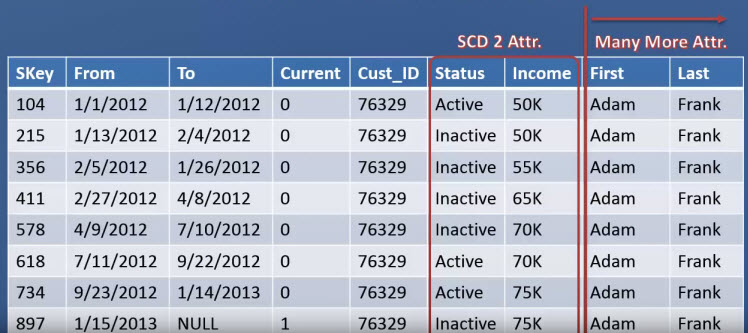 SCD 2 Attr. Many More Attr.
SKey From To Current Cust_ID Status Income First Last
104 1/1/2012 1/12/2012 0 76329 Active 50K Adam Frank
215 1/13/2012 2/4/2012 0 76329 Inactive 50K Adam Frank
356 2/5/2012 1/26/2012 0 76329 Inactive 55K Adam Frank
411 2/27/2012 4/8/2012 0 76329 Inactive 65K Adam Frank
578 4/9/2012 7/10/2012 0 76329 Inactive 70K Adam Frank
618 7/11/2012 9/22/2012 0 76329 Active 70K Adam Frank
734 9/23/2012 1/14/2013 0 76329 Active 75K Adam Frank
897 1/15/2013 NULL 1 76329 Inactive 75K Adam Frank